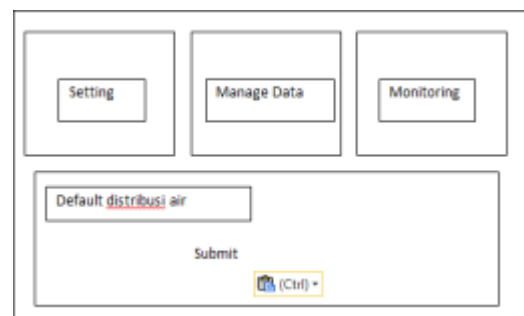 Setting
Manage Data
Monitoring
Default distribusi air
Submit
(Ctrl)